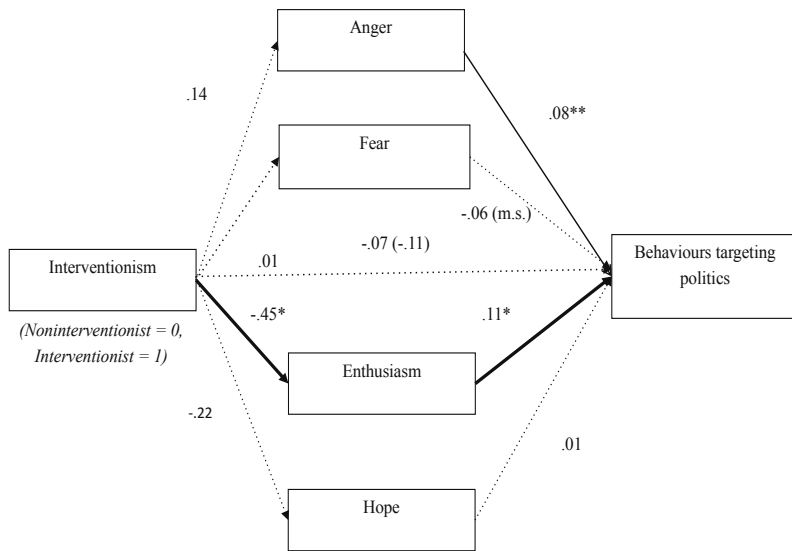 Anger
.14
.08**
Fear
-.06 (m.s.)
-.07 (-.11)
Interventionism
.01
Behaviours targeting
politics
(Noninterventionist = 0,
Interventionist = 1)
-.45*
.11*
Enthusiasm
-.22
.01
Hope